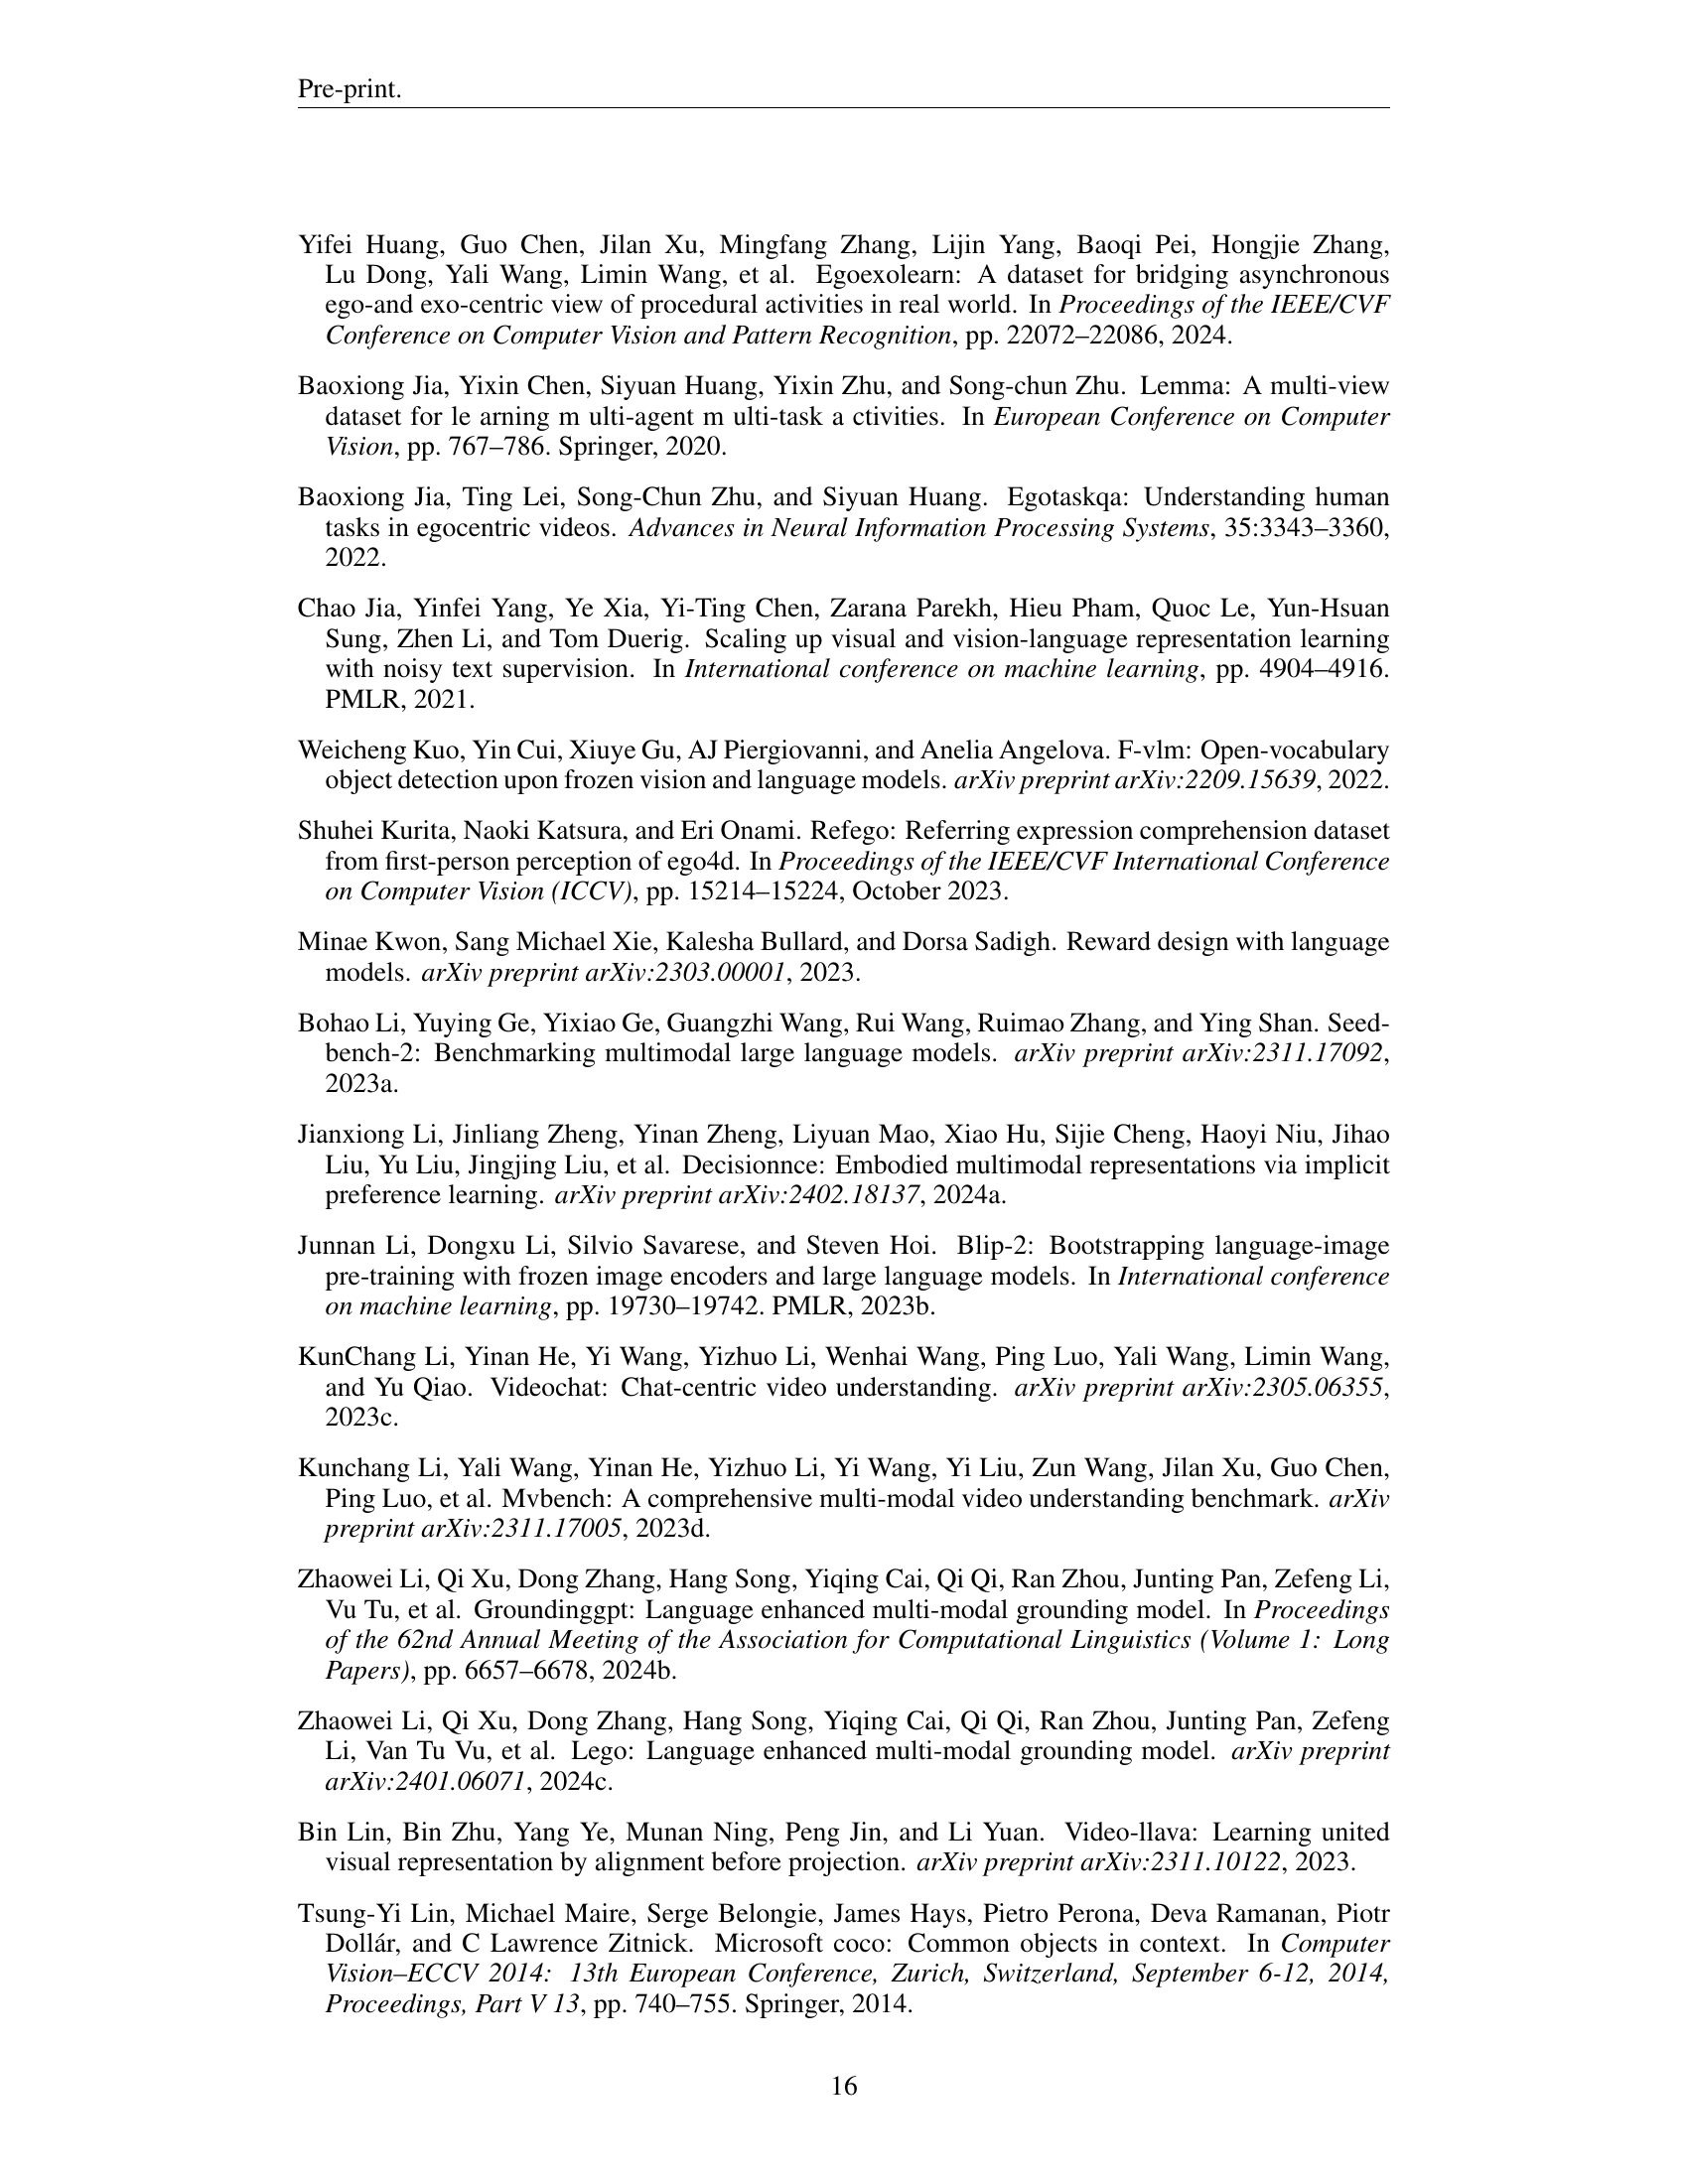 Pre-print.
Yifei Huang, Guo Chen, Jilan Xu, Mingfang Zhang, Lijin Yang, Baoqi Pei, Hongjie Zhang,
Lu Dong, Yali Wang, Limin Wang, et al. Egoexolearn: A dataset for bridging asynchronous
ego-and exo-centric view of procedural activities in real world. In Proceedings of the IEEE/CVF
Conference on Computer Vision and Pattern Recognition, pp. 22072–22086, 2024.
Baoxiong Jia, Yixin Chen, Siyuan Huang, Yixin Zhu, and Song-chun Zhu. Lemma: A multi-view
dataset for le arning m ulti-agent m ulti-task a ctivities. In European Conference on Computer
Vision, pp. 767–786. Springer, 2020.
Baoxiong Jia, Ting Lei, Song-Chun Zhu, and Siyuan Huang. Egotaskqa: Understanding human
tasks in egocentric videos. Advances in Neural Information Processing Systems, 35:3343–3360,
2022.
Chao Jia, Yinfei Yang, Ye Xia, Yi-Ting Chen, Zarana Parekh, Hieu Pham, Quoc Le, Yun-Hsuan
Sung, Zhen Li, and Tom Duerig. Scaling up visual and vision-language representation learning
with noisy text supervision. In International conference on machine learning, pp. 4904–4916.
PMLR, 2021.
Weicheng Kuo, Yin Cui, Xiuye Gu, AJ Piergiovanni, and Anelia Angelova. F-vlm: Open-vocabulary
object detection upon frozen vision and language models. arXiv preprint arXiv:2209.15639, 2022.
Shuhei Kurita, Naoki Katsura, and Eri Onami. Refego: Referring expression comprehension dataset
from first-person perception of ego4d. In Proceedings of the IEEE/CVF International Conference
on Computer Vision (ICCV), pp. 15214–15224, October 2023.
Minae Kwon, Sang Michael Xie, Kalesha Bullard, and Dorsa Sadigh. Reward design with language
models. arXiv preprint arXiv:2303.00001, 2023.
Bohao Li, Yuying Ge, Yixiao Ge, Guangzhi Wang, Rui Wang, Ruimao Zhang, and Ying Shan. Seed-
bench-2: Benchmarking multimodal large language models. arXiv preprint arXiv:2311.17092,
2023a.
Jianxiong Li, Jinliang Zheng, Yinan Zheng, Liyuan Mao, Xiao Hu, Sijie Cheng, Haoyi Niu, Jihao
Liu, Yu Liu, Jingjing Liu, et al. Decisionnce: Embodied multimodal representations via implicit
preference learning. arXiv preprint arXiv:2402.18137, 2024a.
Junnan Li, Dongxu Li, Silvio Savarese, and Steven Hoi. Blip-2: Bootstrapping language-image
pre-training with frozen image encoders and large language models. In International conference
on machine learning, pp. 19730–19742. PMLR, 2023b.
KunChang Li, Yinan He, Yi Wang, Yizhuo Li, Wenhai Wang, Ping Luo, Yali Wang, Limin Wang,
and Yu Qiao. Videochat: Chat-centric video understanding. arXiv preprint arXiv:2305.06355,
2023c.
Kunchang Li, Yali Wang, Yinan He, Yizhuo Li, Yi Wang, Yi Liu, Zun Wang, Jilan Xu, Guo Chen,
Ping Luo, et al. Mvbench: A comprehensive multi-modal video understanding benchmark. arXiv
preprint arXiv:2311.17005, 2023d.
Zhaowei Li, Qi Xu, Dong Zhang, Hang Song, Yiqing Cai, Qi Qi, Ran Zhou, Junting Pan, Zefeng Li,
Vu Tu, et al. Groundinggpt: Language enhanced multi-modal grounding model. In Proceedings
of the 62nd Annual Meeting of the Association for Computational Linguistics (Volume 1: Long
Papers), pp. 6657–6678, 2024b.
Zhaowei Li, Qi Xu, Dong Zhang, Hang Song, Yiqing Cai, Qi Qi, Ran Zhou, Junting Pan, Zefeng
Li, Van Tu Vu, et al. Lego: Language enhanced multi-modal grounding model. arXiv preprint
arXiv:2401.06071, 2024c.
Bin Lin, Bin Zhu, Yang Ye, Munan Ning, Peng Jin, and Li Yuan. Video-llava: Learning united
visual representation by alignment before projection. arXiv preprint arXiv:2311.10122, 2023.
Tsung-Yi Lin, Michael Maire, Serge Belongie, James Hays, Pietro Perona, Deva Ramanan, Piotr
Dollár, and C Lawrence Zitnick. Microsoft coco: Common objects in context. In Computer
Vision–ECCV 2014: 13th European Conference, Zurich, Switzerland, September 6-12, 2014,
Proceedings, Part V 13, pp. 740–755. Springer, 2014.
16